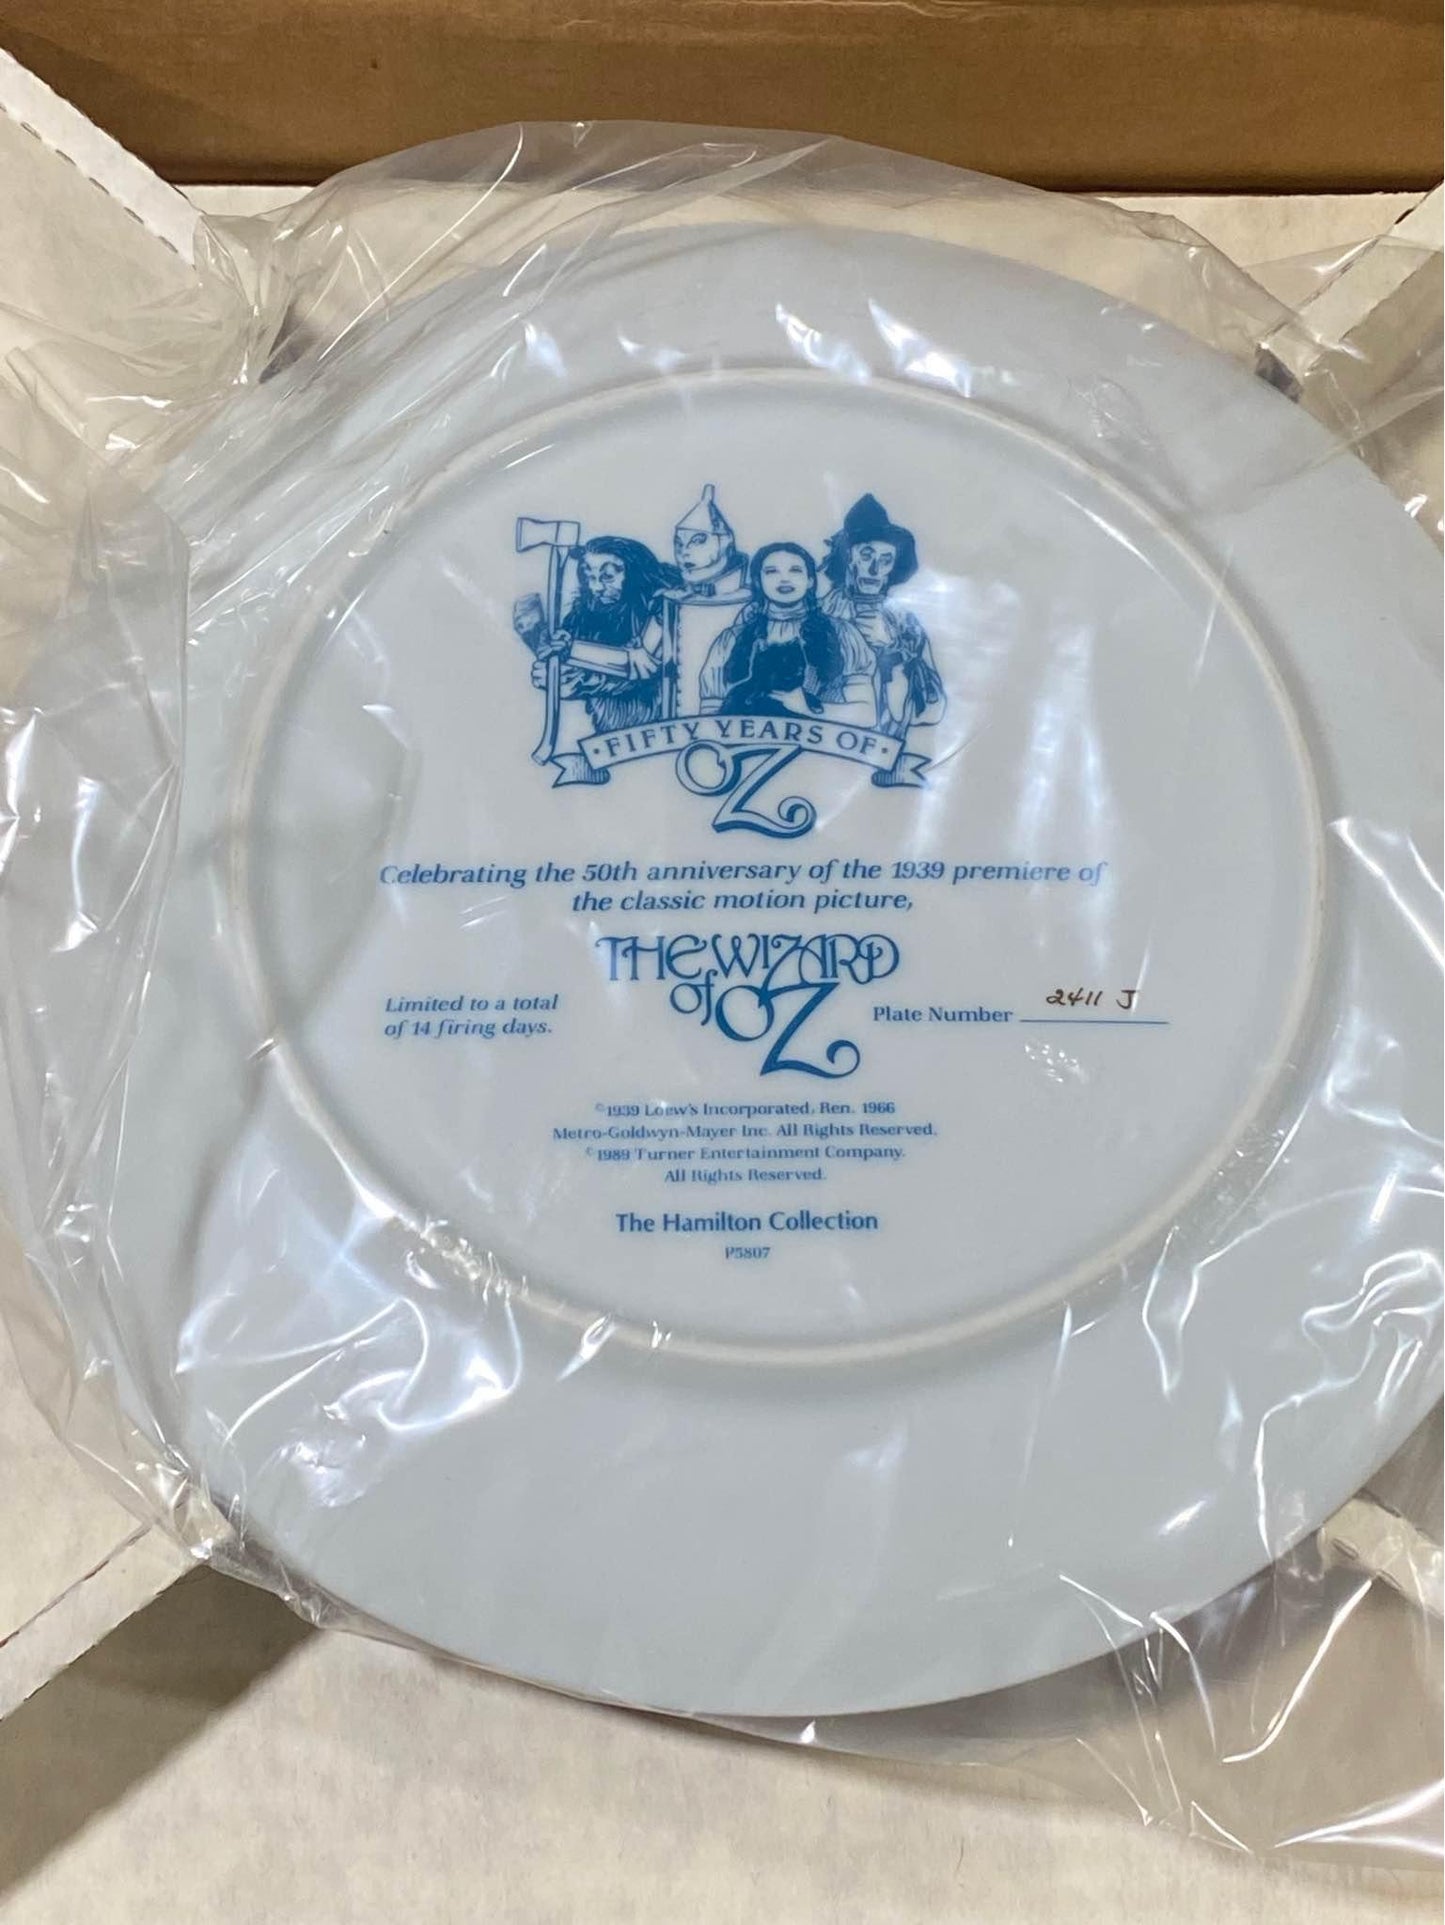 ·FIFTY YEARS OF·
OZ
Celebrating the 50th anniversary of the 1939 premiere of
the classic motion picture,
THE WIZARD
of OZ
Limited to a total
of 14 firing days.
Plate Number 2411 J
©1939 Loew's Incorporated, Ren. 1966
Metro-Goldwyn-Mayer Inc. All Rights Reserved.
©1989 Turner Entertainment Company.
All Rights Reserved.
The Hamilton Collection
P5807